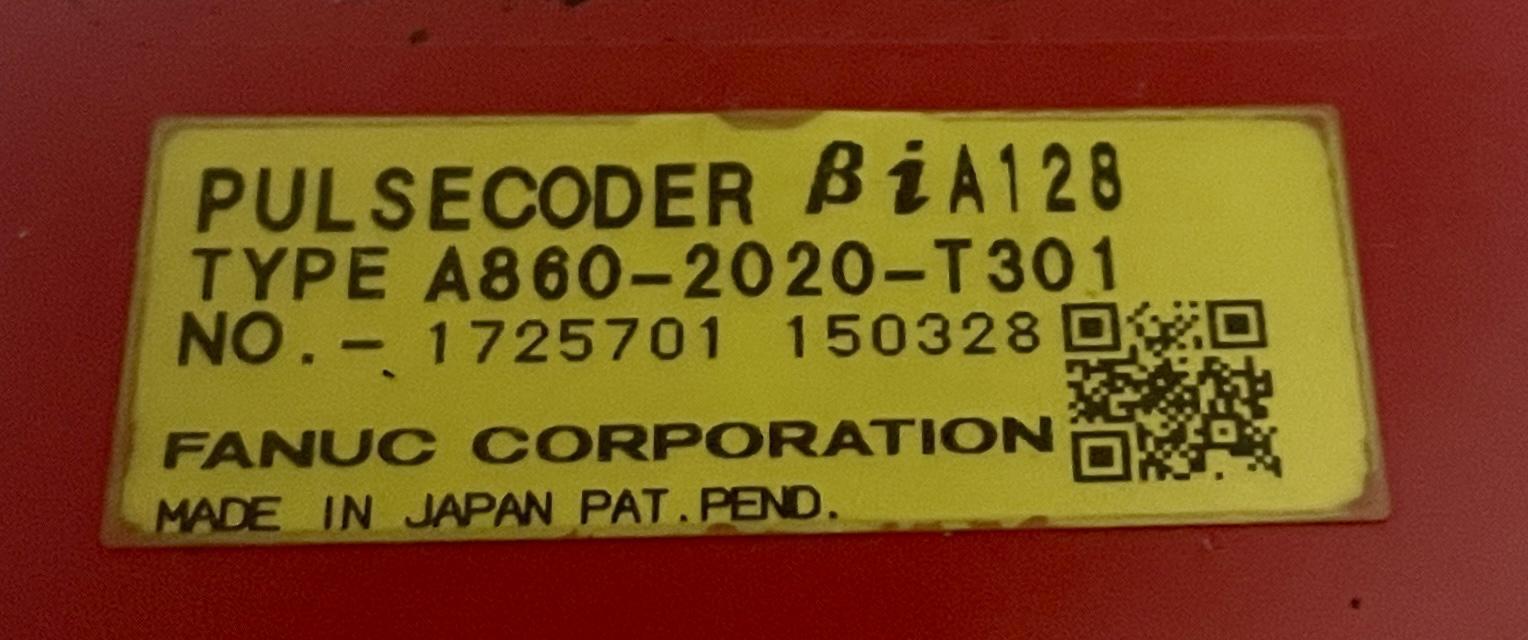 PULSECODER βiA128
TYPE A860-2020-T301
NO.- 1725701 150328
FANUC CORPORATION
MADE IN JAPAN PAT.PEND.